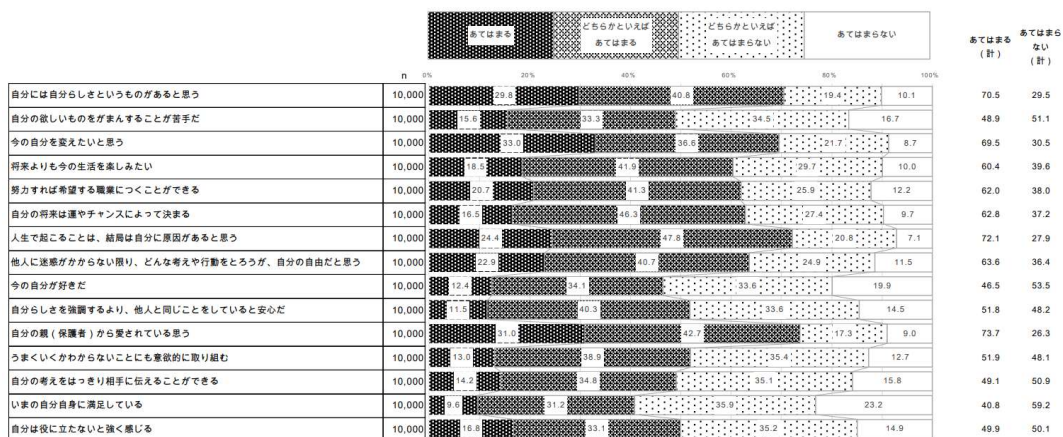 あてはまる
どちらかといえば
あてはまる
どちらかといえば
あてはまらない
あてはまらない
あてはまる
(計)
あてはまら
ない
(計)
n 0% 20% 40% 60% 80% 100%
自分には自分らしさというものがあると思う 10,000 29.8 40.8 19.4 10.1 70.5 29.5
自分の欲しいものをがまんすることが苦手だ 10,000 15.6 33.3 34.5 16.7 48.9 51.1
今の自分を変えたいと思う 10,000 33.0 36.6 21.7 8.7 69.5 30.5
将来よりも今の生活を楽しみたい 10,000 18.5 41.9 29.7 10.0 60.4 39.6
努力すれば希望する職業につくことができる 10,000 20.7 41.3 25.9 12.2 62.0 38.0
自分の将来は運やチャンスによって決まる 10,000 16.5 46.3 27.4 9.7 62.8 37.2
人生で起こることは、結局は自分に原因があると思う 10,000 24.4 47.8 20.8 7.1 72.1 27.9
他人に迷惑がかからない限り、どんな考えや行動をとろうが、自分の自由だと思う 10,000 22.9 40.7 24.9 11.5 63.6 36.4
今の自分が好きだ 10,000 12.4 34.1 33.6 19.9 46.5 53.5
自分らしさを強調するより、他人と同じことをしていると安心だ 10,000 11.5 40.3 33.6 14.5 51.8 48.2
自分の親(保護者)から愛されている思う 10,000 31.0 42.7 17.3 9.0 73.7 26.3
うまくいくかわからないことにも意欲的に取り組む 10,000 13.0 38.9 35.4 12.7 51.9 48.1
自分の考えをはっきり相手に伝えることができる 10,000 14.2 34.8 35.1 15.8 49.1 50.9
いまの自分自身に満足している 10,000 9.6 31.2 35.9 23.2 40.8 59.2
自分は役に立たないと強く感じる 10,000 16.8 33.1 35.2 14.9 49.9 50.1